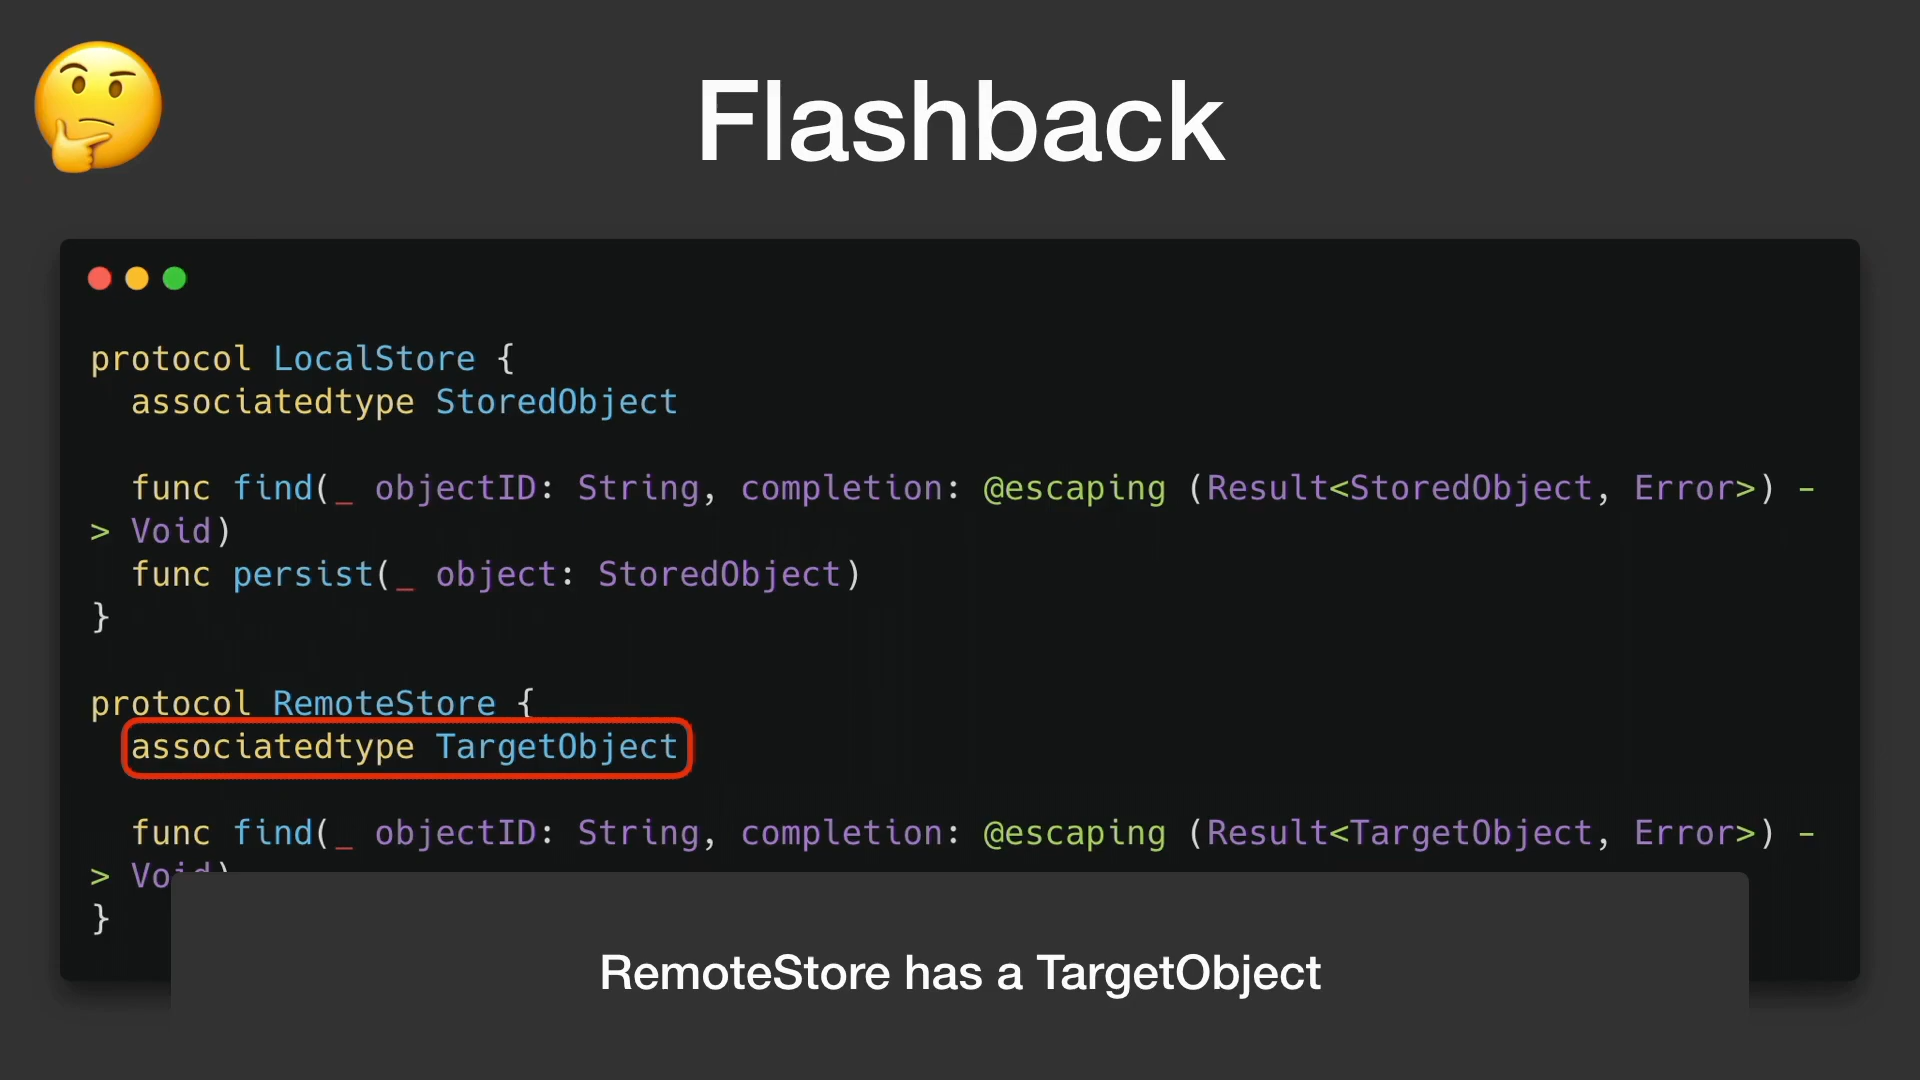 Flashback
protocol LocalStore {
associatedtype StoredObject
func find(_ objectID: String, completion: @escaping (Result<StoredObject, Error>) -
> Void)
func persist(_ object: StoredObject)
}
protocol RemoteStore {
associatedtype TargetObject
func find(_ objectID: String, completion: @escaping (Result<TargetObject, Error>) -
> Void)
}
RemoteStore has a TargetObject